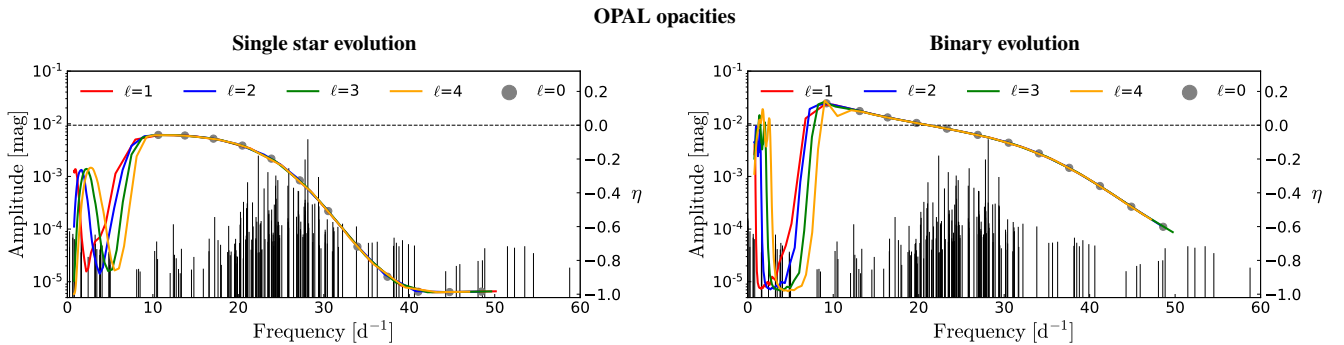 OPAL opacities
Single star evolution
Binary evolution
10⁻¹
10⁻²
10⁻³
10⁻⁴
10⁻⁵
Amplitude [mag]
ℓ=1 ℓ=2 ℓ=3 ℓ=4 ℓ=0
0.2
0.0
−0.2
−0.4
−0.6
−0.8
−1.0
η
0 10 20 30 40 50 60
Frequency [d⁻¹]
10⁻¹
10⁻²
10⁻³
10⁻⁴
10⁻⁵
Amplitude [mag]
ℓ=1 ℓ=2 ℓ=3 ℓ=4 ℓ=0
0.2
0.0
−0.2
−0.4
−0.6
−0.8
−1.0
η
0 10 20 30 40 50 60
Frequency [d⁻¹]